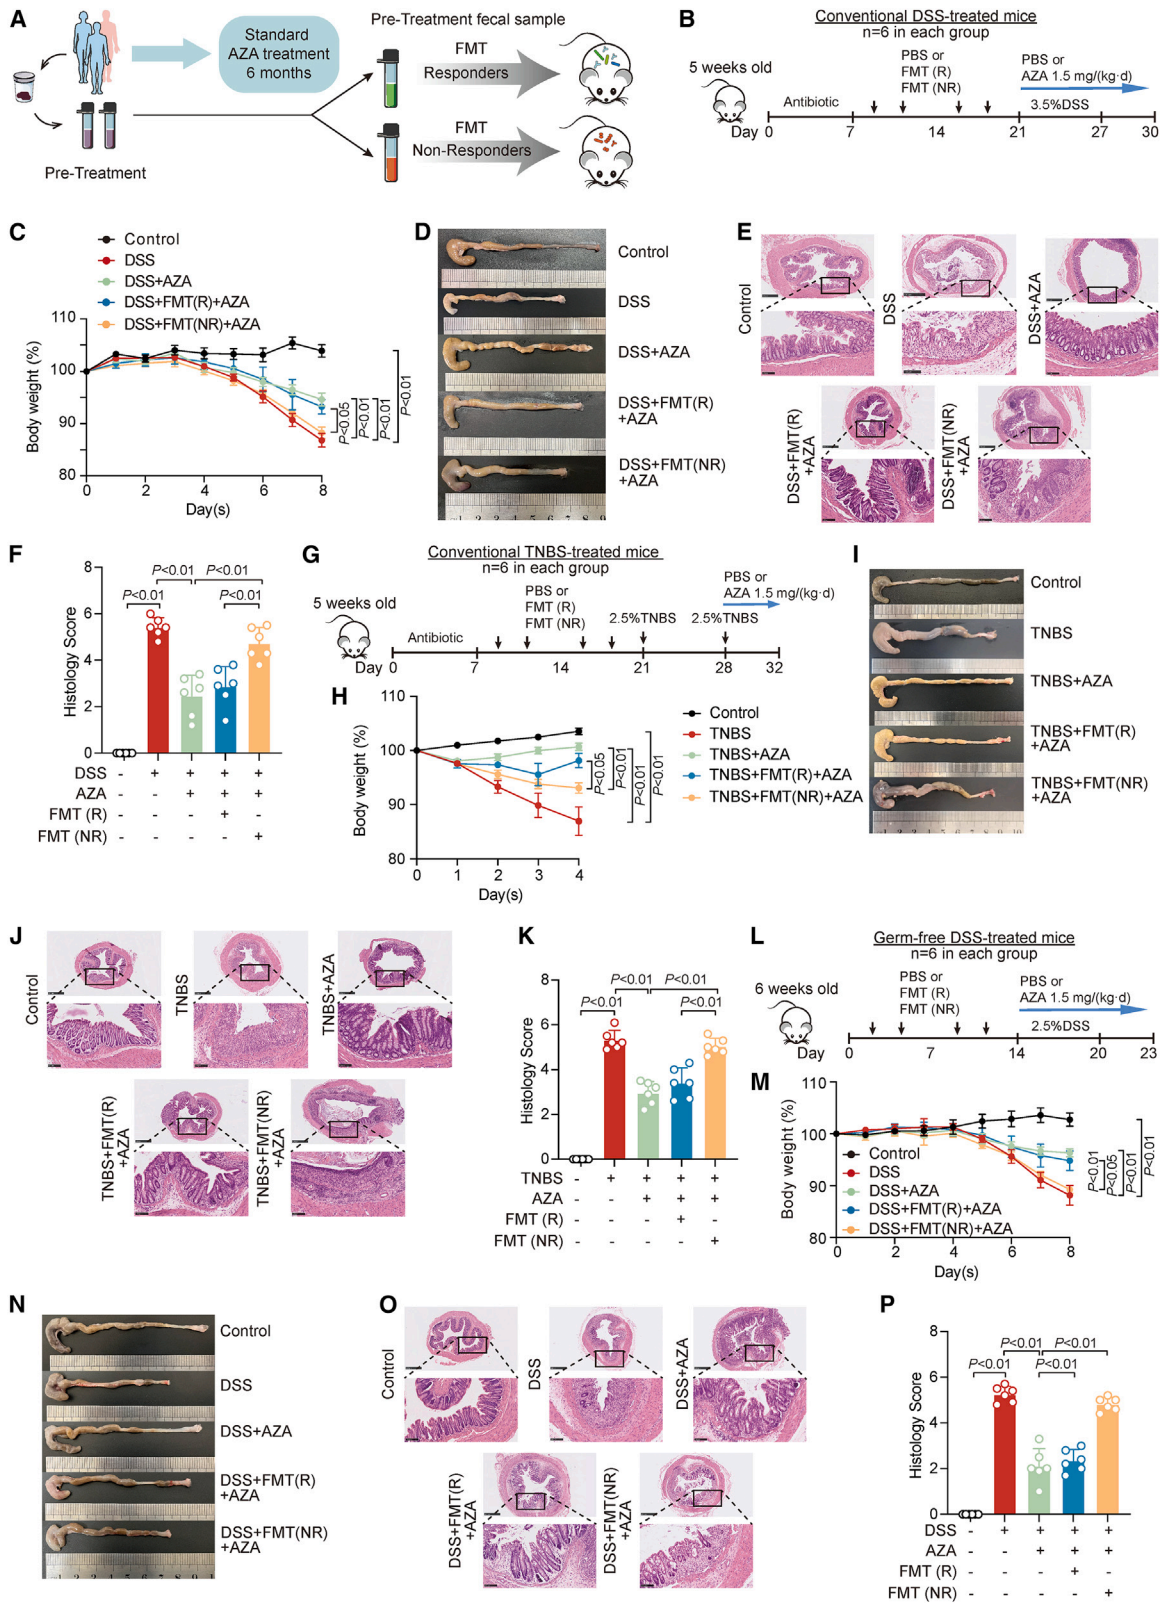 A
Standard
AZA treatment
6 months
Pre-Treatment
Pre-Treatment fecal sample
FMT
Responders
FMT
Non-Responders
B
Conventional DSS-treated mice
n=6 in each group
5 weeks old
PBS or
FMT (R)
FMT (NR)
PBS or
AZA 1.5 mg/(kg·d)
Antibiotic
3.5%DSS
Day
0 7 14 21 27 30
C
Control
DSS
DSS+AZA
DSS+FMT(R)+AZA
DSS+FMT(NR)+AZA
Body weight (%)
110
100
90
80
0 2 4 6 8
Day(s)
P<0.05
P<0.01
P<0.01
P<0.01
D
Control
DSS
DSS+AZA
DSS+FMT(R)
+AZA
DSS+FMT(NR)
+AZA
E
Control
DSS
DSS+AZA
DSS+FMT(R)
+AZA
DSS+FMT(NR)
+AZA
F
Histology Score
8
6
4
2
0
P<0.01
P<0.01 P<0.01
P<0.01
DSS - + + + +
AZA - - + + +
FMT (R) - - - + -
FMT (NR) - - - - +
G
Conventional TNBS-treated mice
n=6 in each group
5 weeks old
PBS or
FMT (R)
FMT (NR)
PBS or
AZA 1.5 mg/(kg·d)
Antibiotic
2.5%TNBS 2.5%TNBS
Day
0 7 14 21 28 32
H
Body weight (%)
110
100
90
80
0 1 2 3 4
Day(s)
Control
TNBS
TNBS+AZA
TNBS+FMT(R)+AZA
TNBS+FMT(NR)+AZA
P<0.05
P<0.01
P<0.01
P<0.01
I
Control
TNBS
TNBS+AZA
TNBS+FMT(R)
+AZA
TNBS+FMT(NR)
+AZA
J
Control
TNBS
TNBS+AZA
TNBS+FMT(R)
+AZA
TNBS+FMT(NR)
+AZA
K
Histology Score
8
6
4
2
0
P<0.01 P<0.01
P<0.01 P<0.01
TNBS - + + + +
AZA - - + + +
FMT (R) - - - + -
FMT (NR) - - - - +
L
Germ-free DSS-treated mice
n=6 in each group
6 weeks old
PBS or
FMT (R)
FMT (NR)
PBS or
AZA 1.5 mg/(kg·d)
2.5%DSS
Day
0 7 14 20 23
M
Body weight (%)
110
100
90
80
Control
DSS
DSS+AZA
DSS+FMT(R)+AZA
DSS+FMT(NR)+AZA
0 2 4 6 8
Day(s)
P<0.01
P<0.05
P<0.01
P<0.01
N
Control
DSS
DSS+AZA
DSS+FMT(R)
+AZA
DSS+FMT(NR)
+AZA
O
Control
DSS
DSS+AZA
DSS+FMT(R)
+AZA
DSS+FMT(NR)
+AZA
P
Histology Score
8
6
4
2
0
P<0.01 P<0.01
P<0.01 P<0.01
DSS - + + + +
AZA - - + + +
FMT (R) - - - + -
FMT (NR) - - - - +